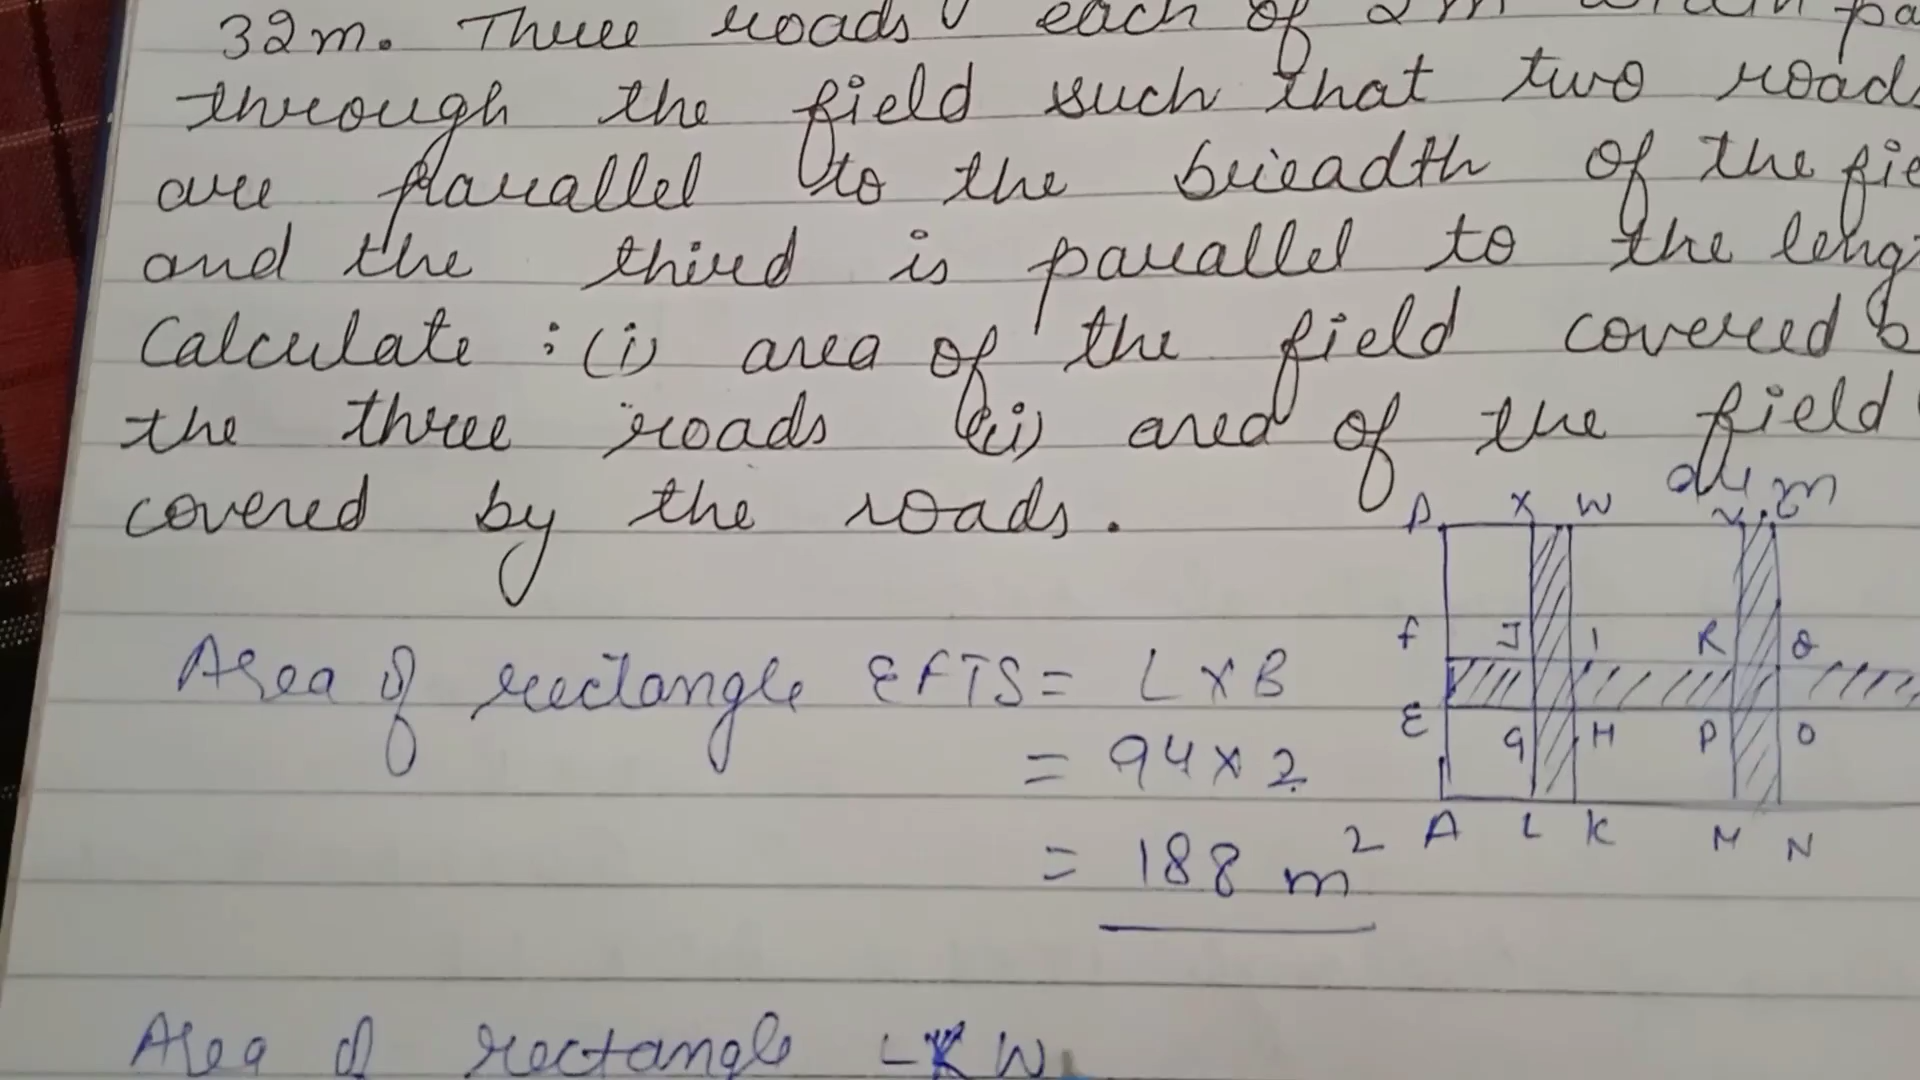 32m. Three roads each of 2m
through the field such that two road
are parallel to the breadth of the fie
and the third is parallel to the leng
Calculate : (i) area of the field covered b
the three roads (ii) area of the field
covered by the roads.
D X W m
F J I R Q
E G H P O
A L K M N
Area of rectangle EFTS = L x B
= 94 x 2
= 188 m²
Area of rectangle LKW